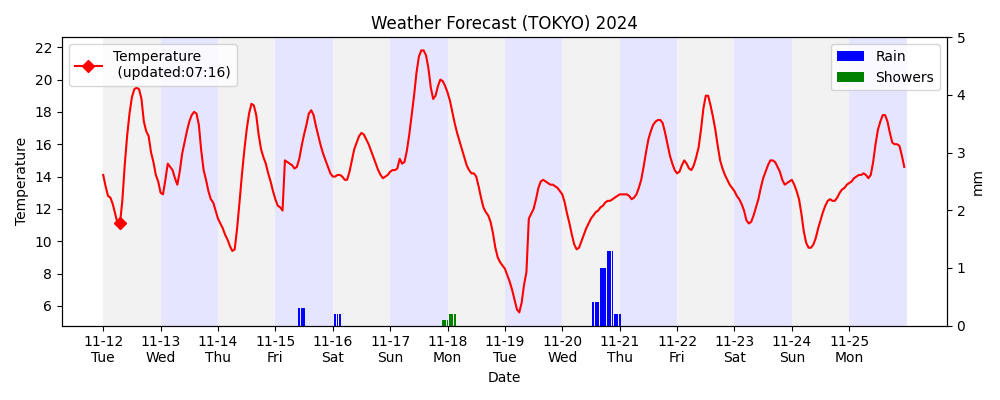 Weather Forecast (TOKYO) 2024
Temperature
(updated:07:16)
Rain
Showers
Temperature
22
20
18
16
14
12
10
8
6
5
4
3
2
1
0
mm
11-12 11-13 11-14 11-15 11-16 11-17 11-18 11-19 11-20 11-21 11-22 11-23 11-24 11-25
Tue Wed Thu Fri Sat Sun Mon Tue Wed Thu Fri Sat Sun Mon
Date